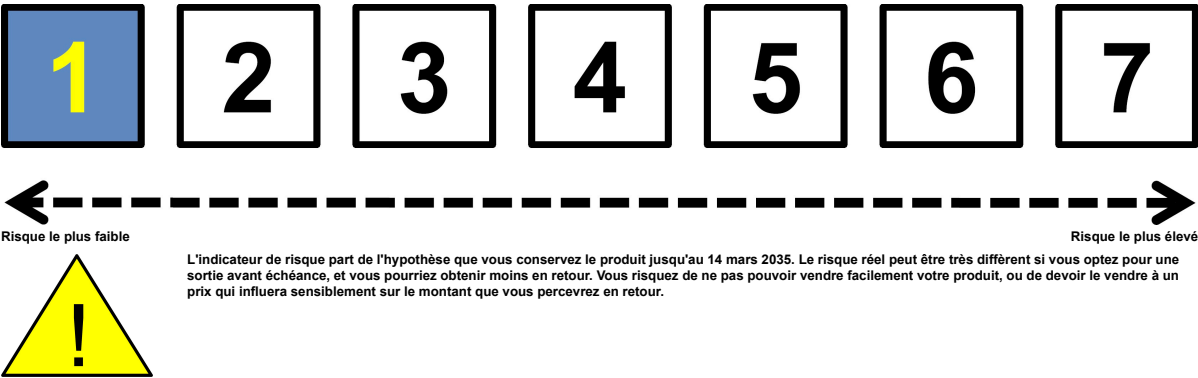 1 2 3 4 5 6 7
Risque le plus faible Risque le plus élevé
L'indicateur de risque part de l'hypothèse que vous conservez le produit jusqu'au 14 mars 2035. Le risque réel peut être très diffèrent si vous optez pour une
sortie avant échéance, et vous pourriez obtenir moins en retour. Vous risquez de ne pas pouvoir vendre facilement votre produit, ou de devoir le vendre à un
prix qui influera sensiblement sur le montant que vous percevrez en retour.
!